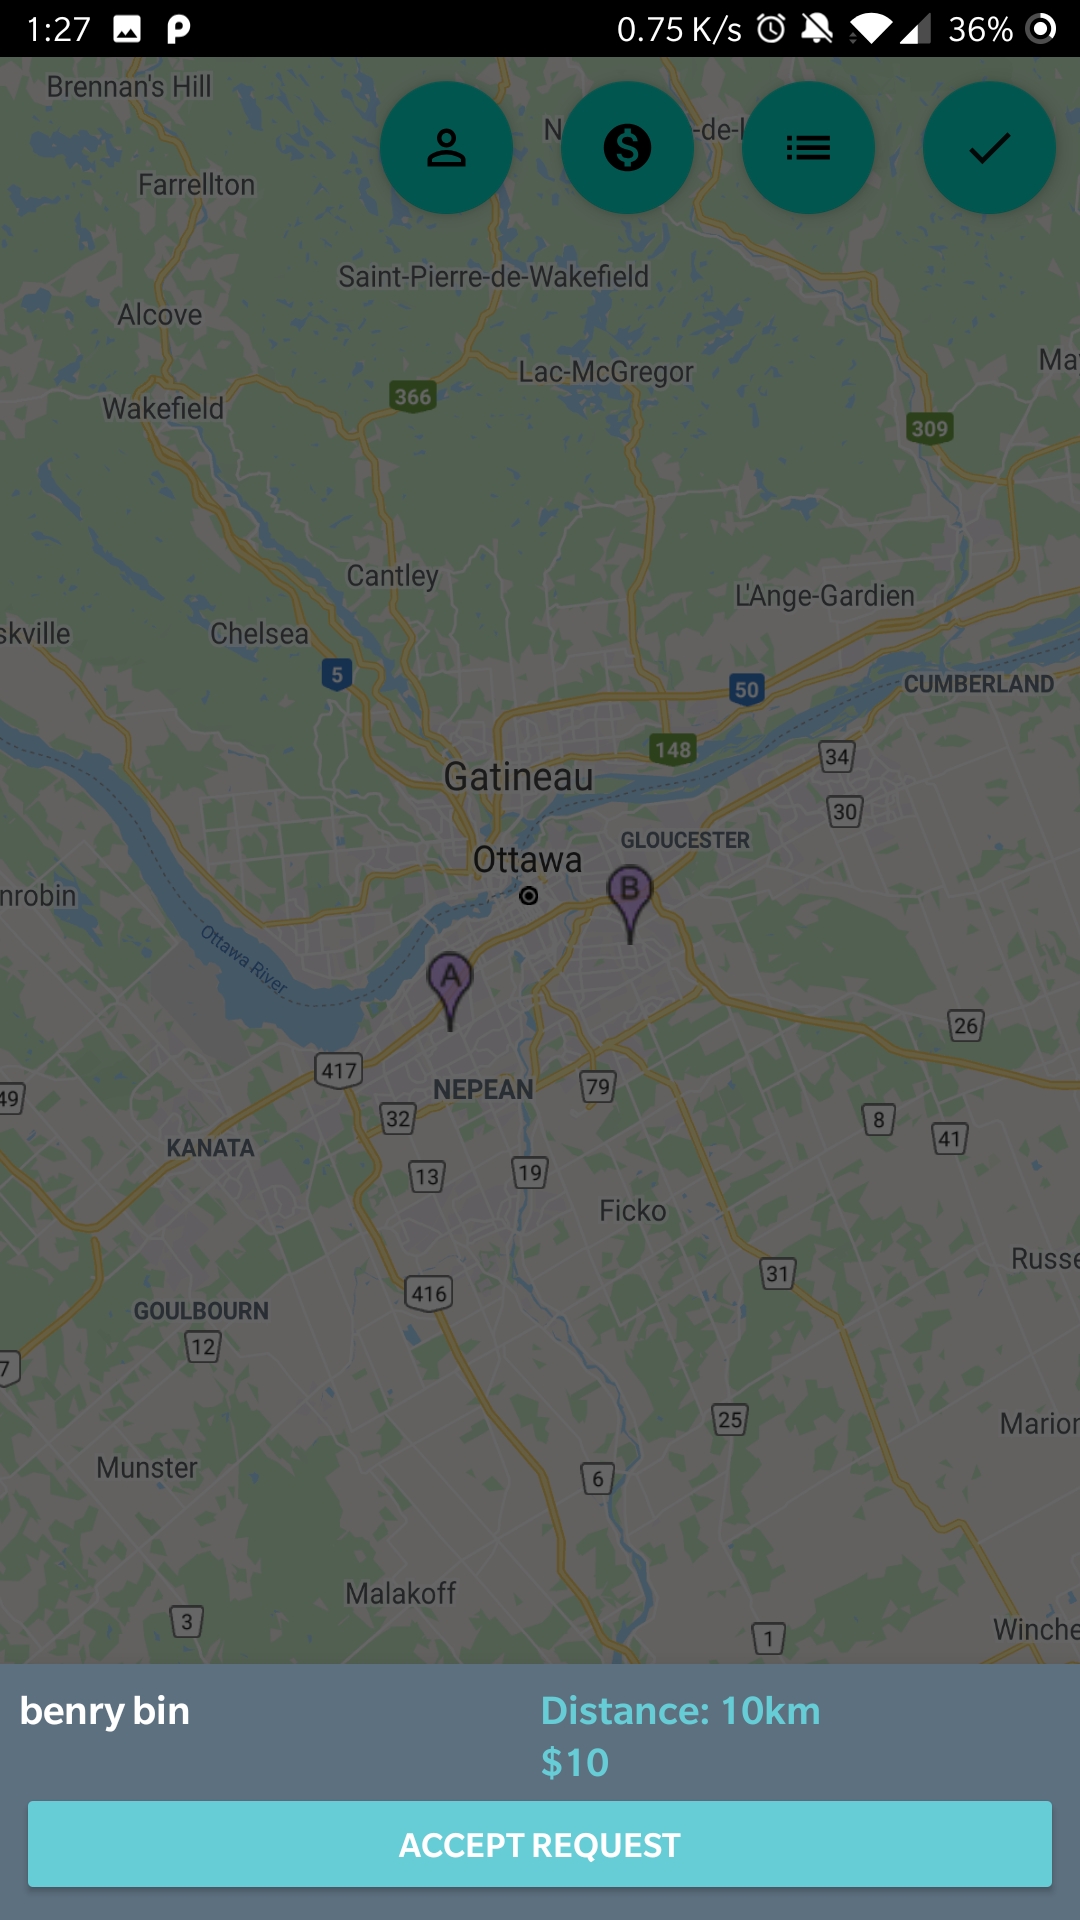 1:27
0.75 K/s
36%
Brennan's Hill
N
-de-l
Farrellton
Saint-Pierre-de-Wakefield
Alcove
May
Lac-McGregor
366
Wakefield
309
Cantley
L'Ange-Gardien
skville
Chelsea
5
50
CUMBERLAND
148
34
Gatineau
30
GLOUCESTER
Ottawa
B
nrobin
Ottawa River
A
26
417
NEPEAN
79
49
32
8
41
KANATA
13
19
Ficko
Russe
31
416
GOULBOURN
12
7
25
Marion
Munster
6
Malakoff
3
1
Winche
benry bin
Distance: 10km
$10
ACCEPT REQUEST